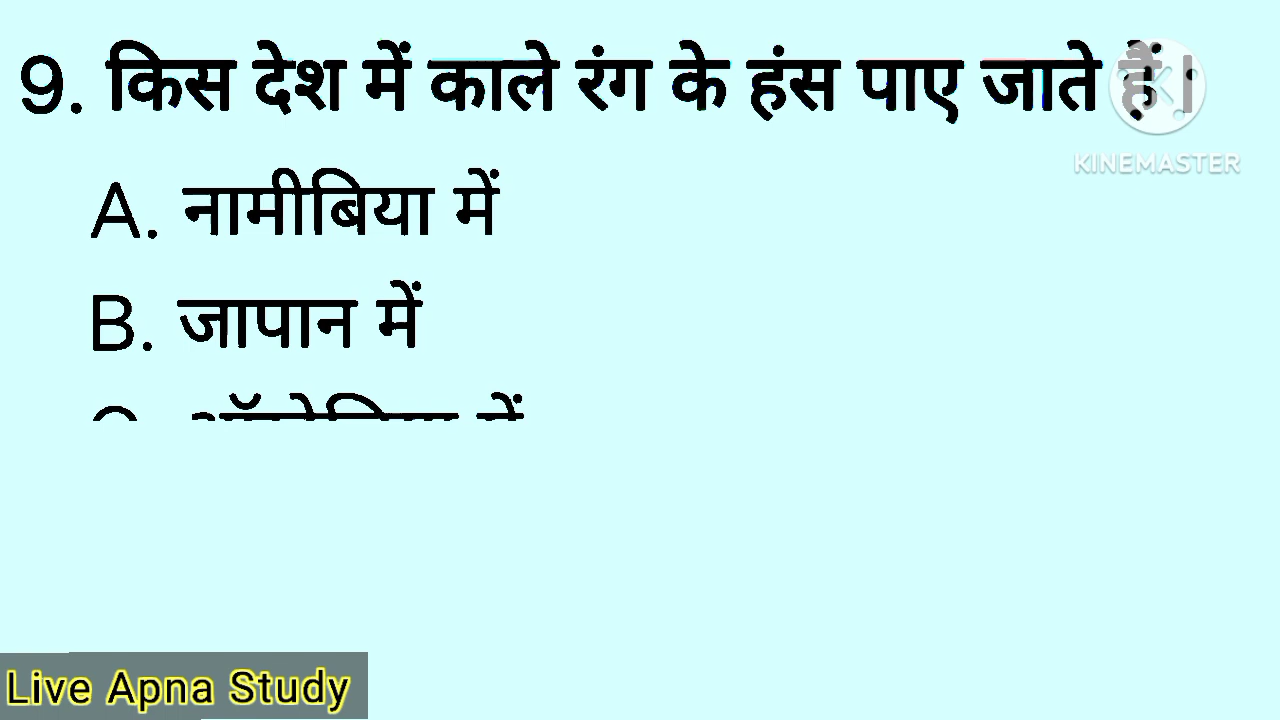 9. किस देश में काले रंग के हंस पाए जाते हैं |
KINEMASTER
A. नामीबिया में
B. जापान में
Live Apna Study